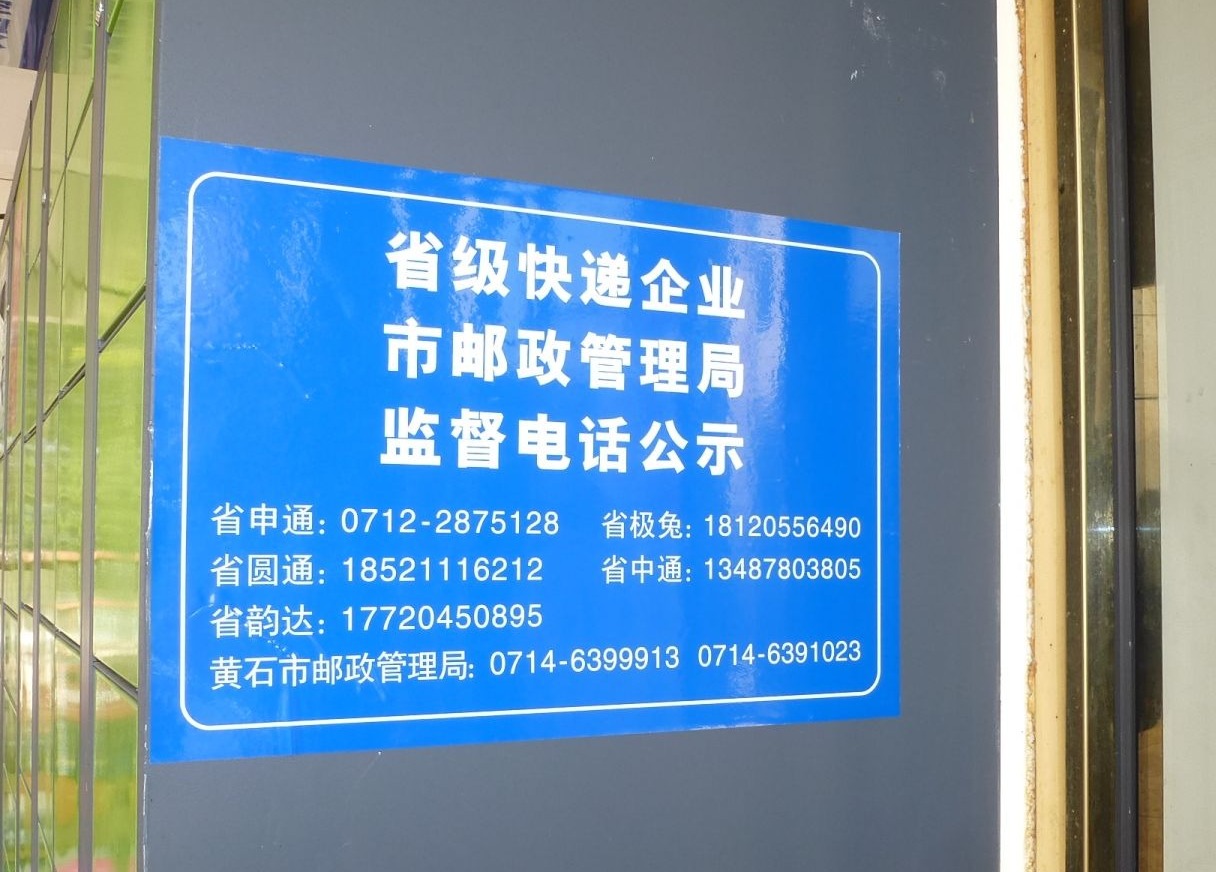 省级快递企业
市邮政管理局
监督电话公示
省申通：0712-2875128 省极兔：18120556490
省圆通：18521116212 省中通：13487803805
省韵达：17720450895
黄石市邮政管理局：0714-6399913 0714-6391023